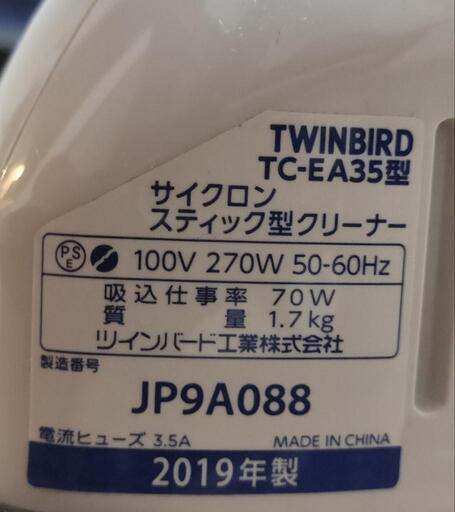 TWINBIRD
TC-EA35型
サイクロン
スティック型クリーナー
PSE 100V 270W 50-60Hz
吸込仕事率 70W
質量 1.7kg
ツインバード工業株式会社
製造番号
JP9A088
電流ヒューズ 3.5A MADE IN CHINA
2019年製